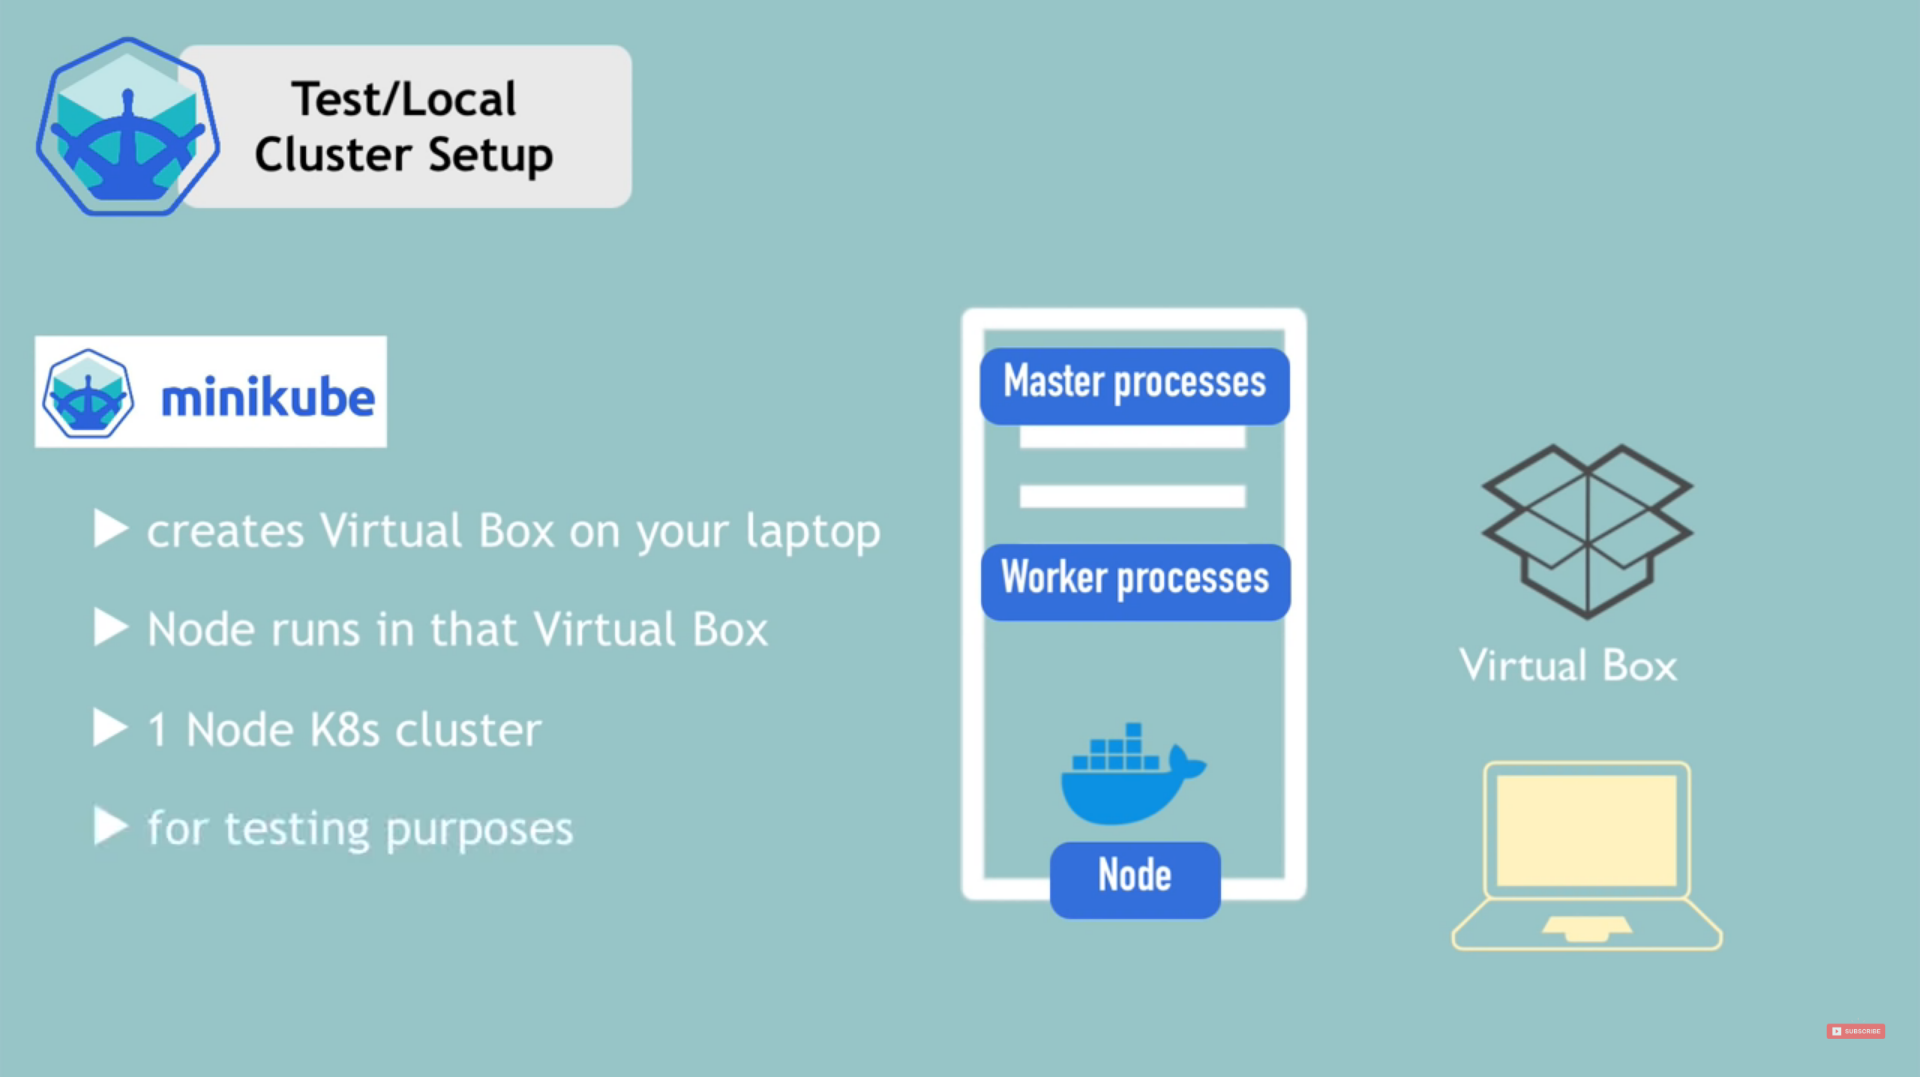 Test/Local
Cluster Setup
minikube
creates Virtual Box on your laptop
Node runs in that Virtual Box
1 Node K8s cluster
for testing purposes
Master processes
Worker processes
Node
Virtual Box
SUBSCRIBE